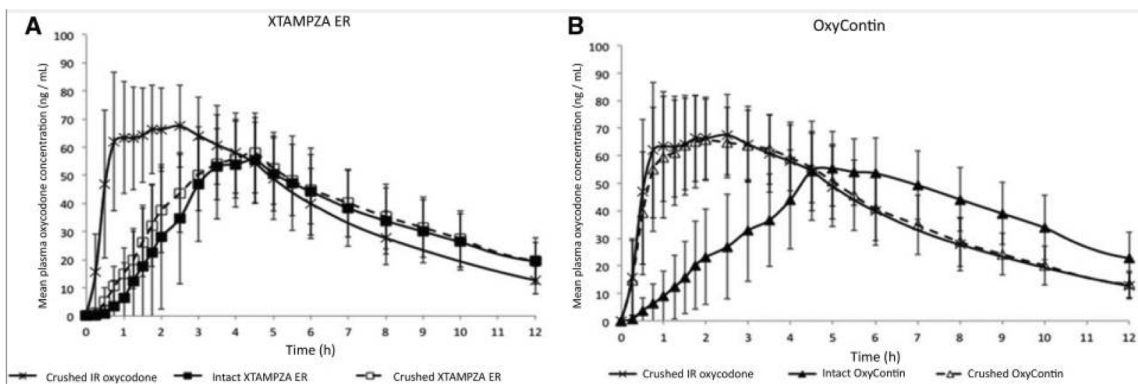 A
XTAMPZA ER
Mean plasma oxycodone concentration (ng / mL)
100
90
80
70
60
50
40
30
20
10
0
0 1 2 3 4 5 6 7 8 9 10 12
Time (h)
Crushed IR oxycodone Intact XTAMPZA ER Crushed XTAMPZA ER
B
OxyContin
Mean plasma oxycodone concentration (ng / mL)
100
90
80
70
60
50
40
30
20
10
0
0 1 2 3 4 5 6 7 8 9 10 11 12
Time (h)
Crushed IR oxycodone Intact OxyContin Crushed OxyContin